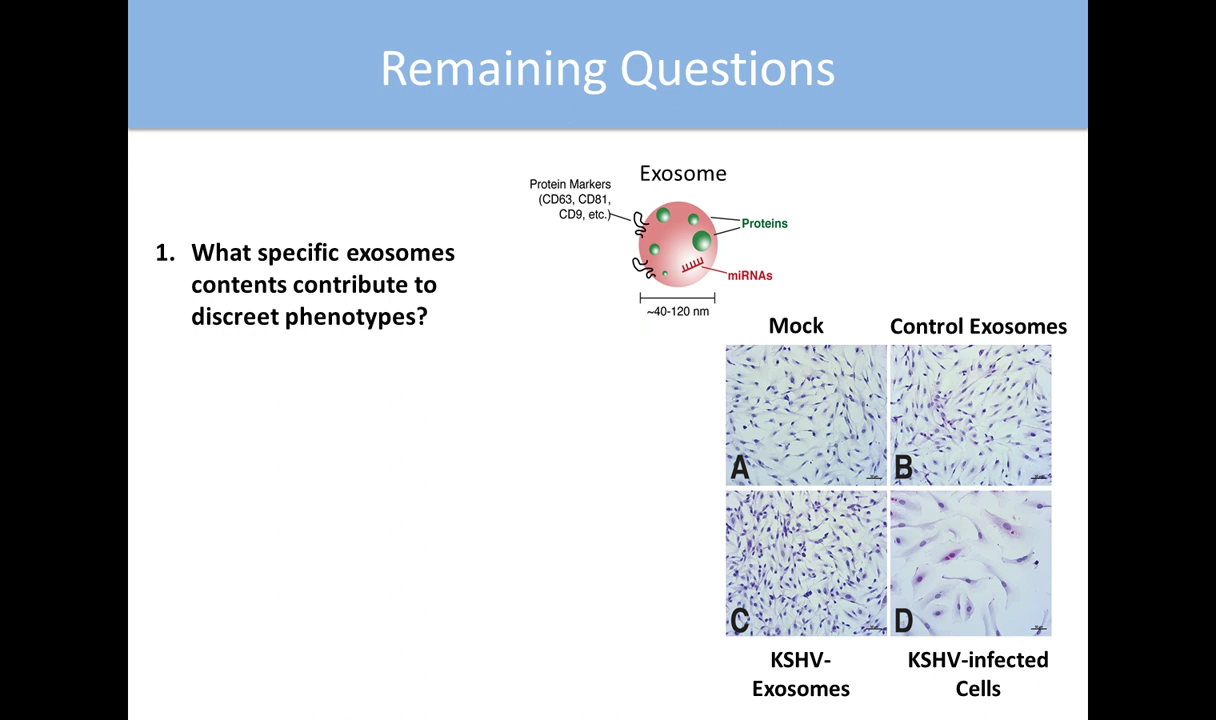 Remaining Questions
Exosome
Protein Markers
(CD63, CD81,
CD9, etc.)
Proteins
miRNAs
~40-120 nm
1. What specific exosomes
contents contribute to
discreet phenotypes?
Mock
Control Exosomes
A
B
C
D
KSHV-
Exosomes
KSHV-infected
Cells